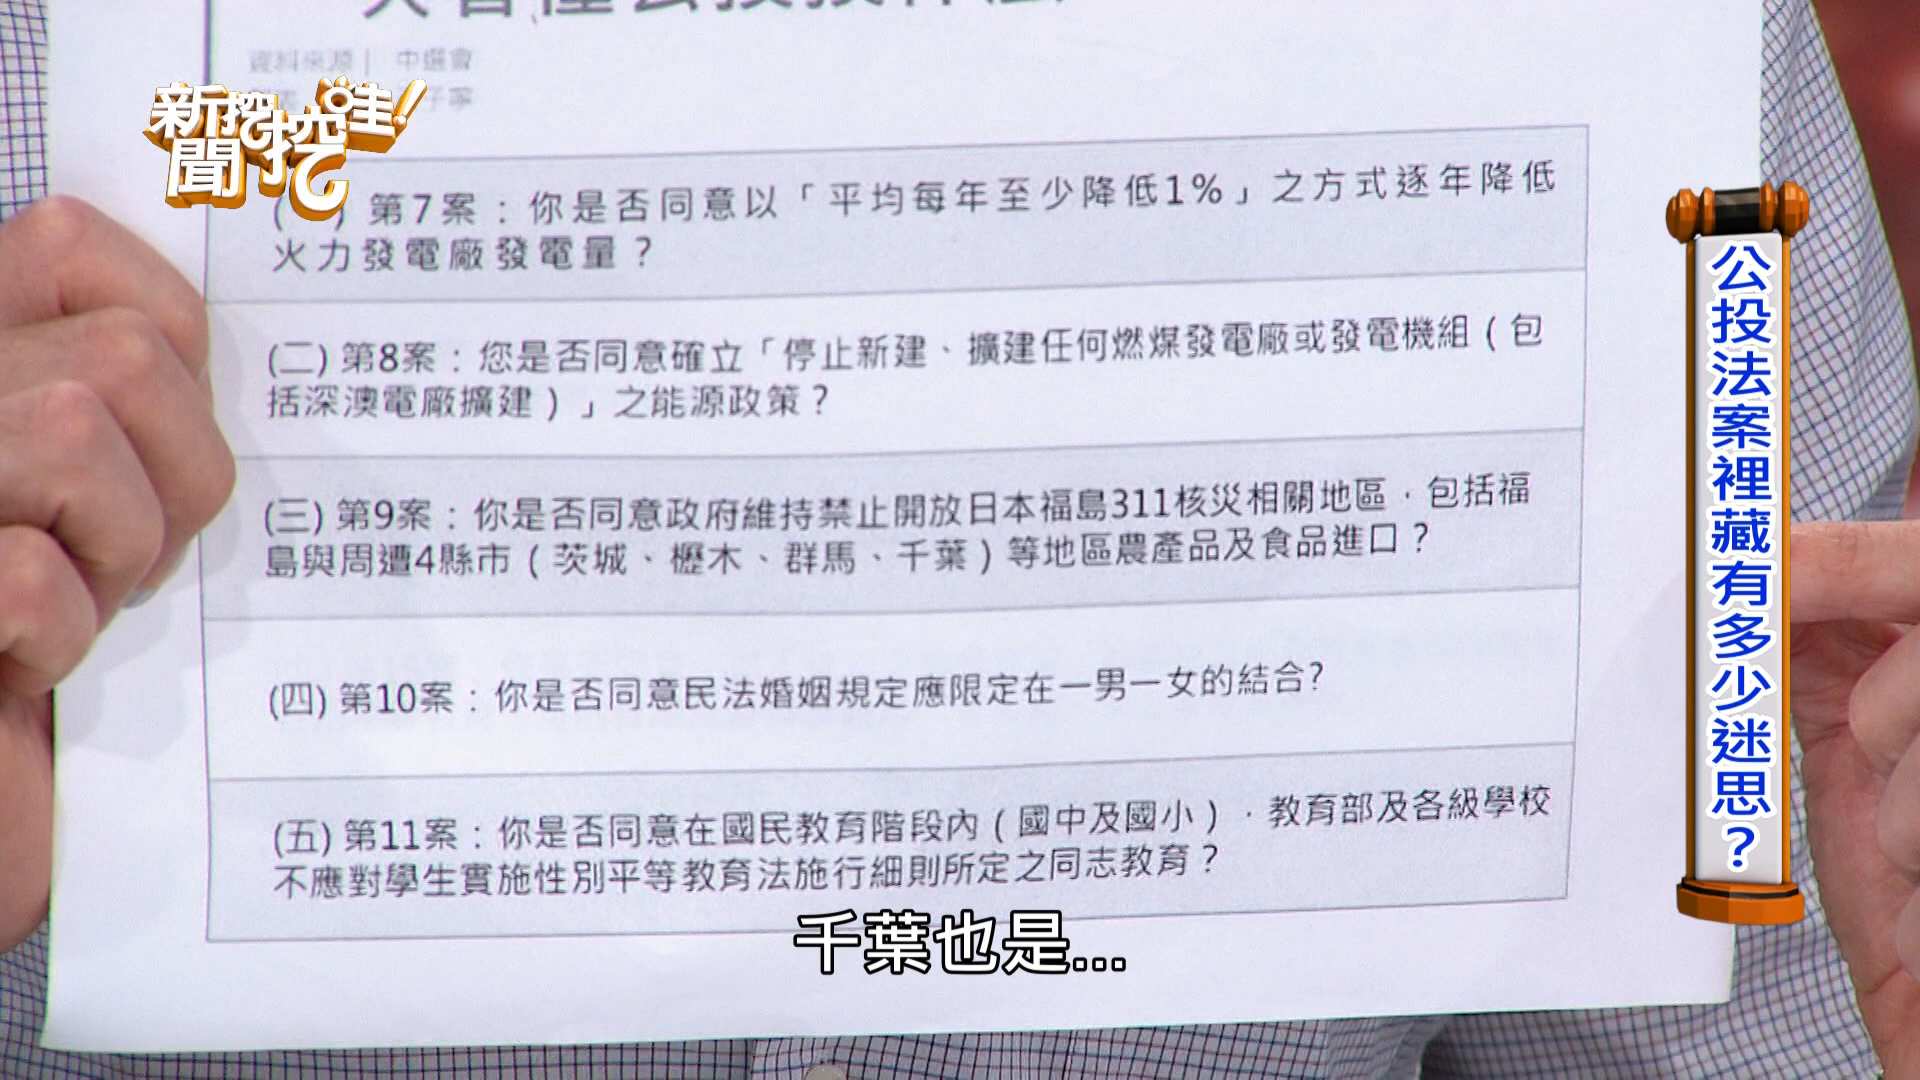 資料來源｜ 中選會
子寧
新聞挖挖哇！
第7案：你是否同意以「平均每年至少降低1%」之方式逐年降低
火力發電廠發電量？
(二) 第8案：您是否同意確立「停止新建、擴建任何燃煤發電廠或發電機組（包
括深澳電廠擴建）」之能源政策？
(三) 第9案：你是否同意政府維持禁止開放日本福島311核災相關地區，包括福
島與周遭4縣市（茨城、櫪木、群馬、千葉）等地區農產品及食品進口？
(四) 第10案：你是否同意民法婚姻規定應限定在一男一女的結合?
(五) 第11案：你是否同意在國民教育階段內（國中及國小），教育部及各級學校
不應對學生實施性別平等教育法施行細則所定之同志教育？
公投法案裡藏有多少迷思？
千葉也是...